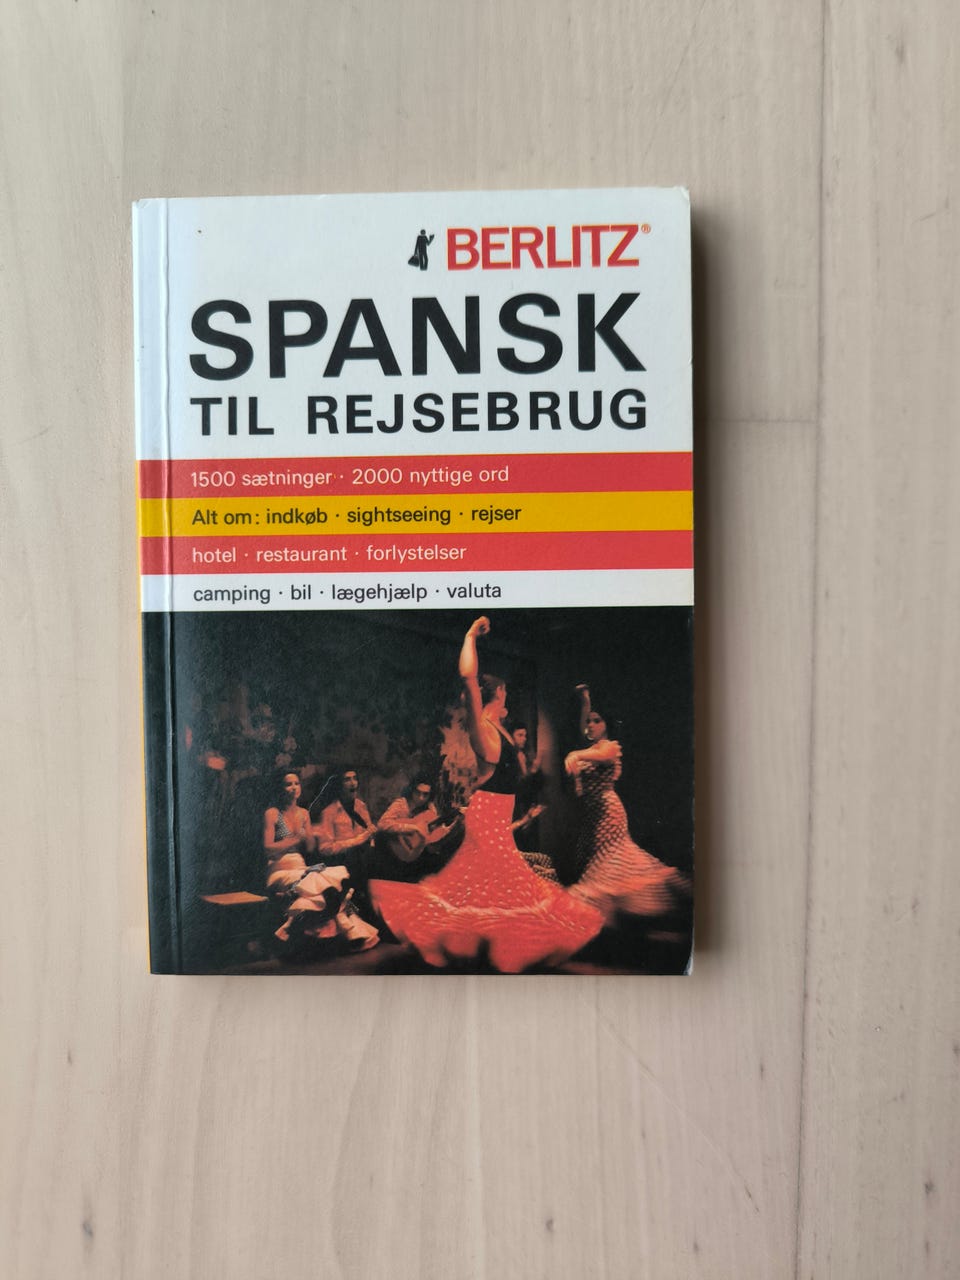 BERLITZ®
SPANSK
TIL REJSEBRUG
1500 sætninger · 2000 nyttige ord
Alt om: indkøb · sightseeing · rejser
hotel · restaurant · forlystelser
camping · bil · lægehjælp · valuta